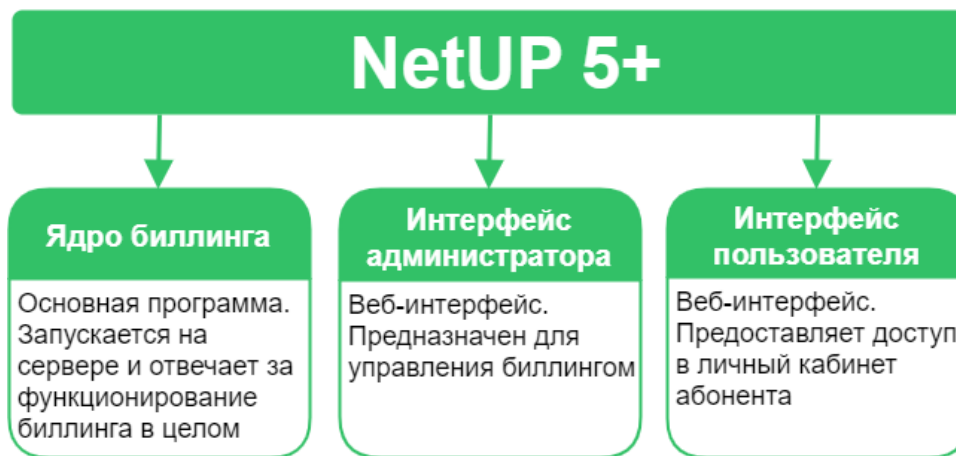 NetUP 5+
Ядро биллинга
Основная программа.
Запускается на
сервере и отвечает за
функционирование
биллинга в целом
Интерфейс
администратора
Веб-интерфейс.
Предназначен для
управления биллингом
Интерфейс
пользователя
Веб-интерфейс.
Предоставляет доступ
в личный кабинет
абонента